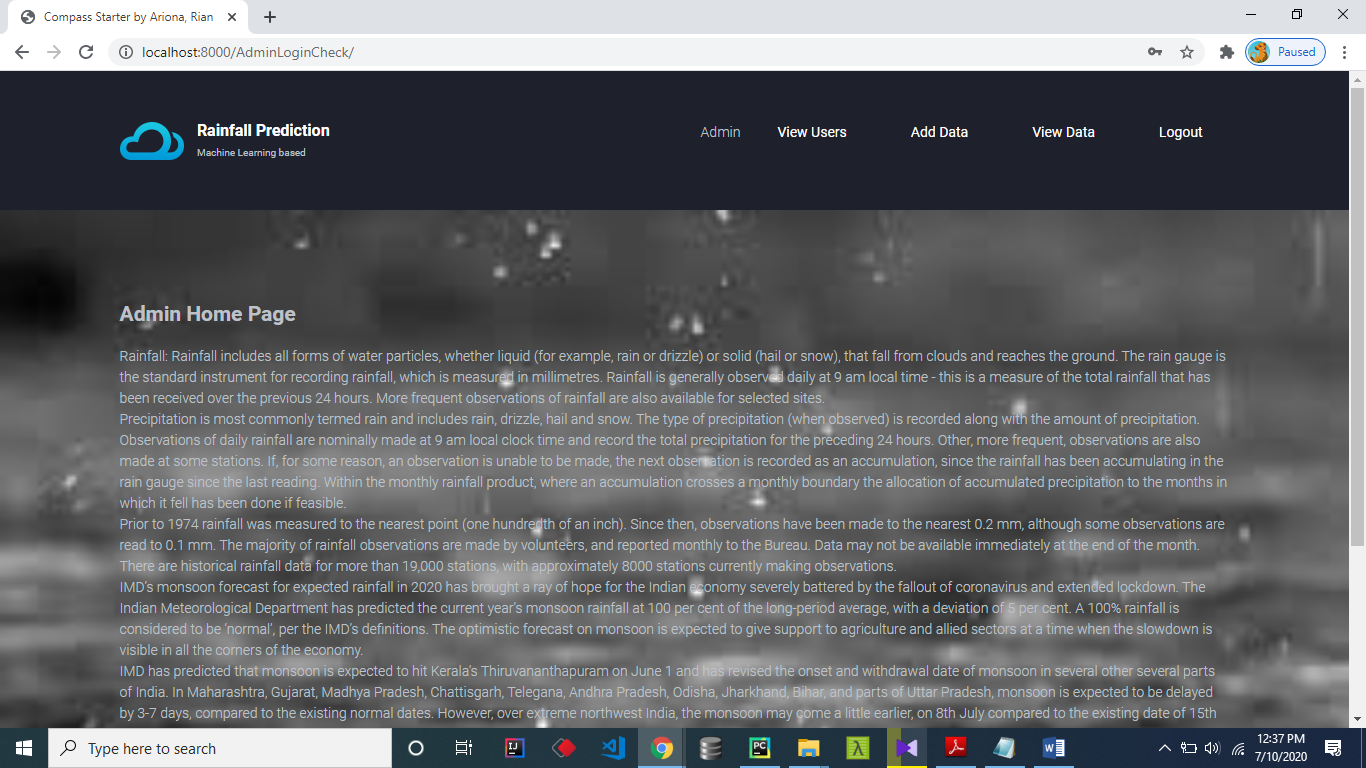 Compass Starter by Ariona, Rian
localhost:8000/AdminLoginCheck/
Paused
Rainfall Prediction
Machine Learning based
Admin
View Users
Add Data
View Data
Logout
Admin Home Page
Rainfall: Rainfall includes all forms of water particles, whether liquid (for example, rain or drizzle) or solid (hail or snow), that fall from clouds and reaches the ground. The rain gauge is
the standard instrument for recording rainfall, which is measured in millimetres. Rainfall is generally observed daily at 9 am local time - this is a measure of the total rainfall that has
been received over the previous 24 hours. More frequent observations of rainfall are also available for selected sites.
Precipitation is most commonly termed rain and includes rain, drizzle, hail and snow. The type of precipitation (when observed) is recorded along with the amount of precipitation.
Observations of daily rainfall are nominally made at 9 am local clock time and record the total precipitation for the preceding 24 hours. Other, more frequent, observations are also
made at some stations. If, for some reason, an observation is unable to be made, the next observation is recorded as an accumulation, since the rainfall has been accumulating in the
rain gauge since the last reading. Within the monthly rainfall product, where an accumulation crosses a monthly boundary the allocation of accumulated precipitation to the months in
which it fell has been done if feasible.
Prior to 1974 rainfall was measured to the nearest point (one hundredth of an inch). Since then, observations have been made to the nearest 0.2 mm, although some observations are
read to 0.1 mm. The majority of rainfall observations are made by volunteers, and reported monthly to the Bureau. Data may not be available immediately at the end of the month.
There are historical rainfall data for more than 19,000 stations, with approximately 8000 stations currently making observations.
IMD's monsoon forecast for expected rainfall in 2020 has brought a ray of hope for the Indian economy severely battered by the fallout of coronavirus and extended lockdown. The
Indian Meteorological Department has predicted the current year's monsoon rainfall at 100 per cent of the long-period average, with a deviation of 5 per cent. A 100% rainfall is
considered to be 'normal', per the IMD's definitions. The optimistic forecast on monsoon is expected to give support to agriculture and allied sectors at a time when the slowdown is
visible in all the corners of the economy.
IMD has predicted that monsoon is expected to hit Kerala's Thiruvananthapuram on June 1 and has revised the onset and withdrawal date of monsoon in several other several parts
of India. In Maharashtra, Gujarat, Madhya Pradesh, Chattisgarh, Telegana, Andhra Pradesh, Odisha, Jharkhand, Bihar, and parts of Uttar Pradesh, monsoon is expected to be delayed
by 3-7 days, compared to the existing normal dates. However, over extreme northwest India, the monsoon may come a little earlier, on 8th July compared to the existing date of 15th
Type here to search
12:37 PM
7/10/2020